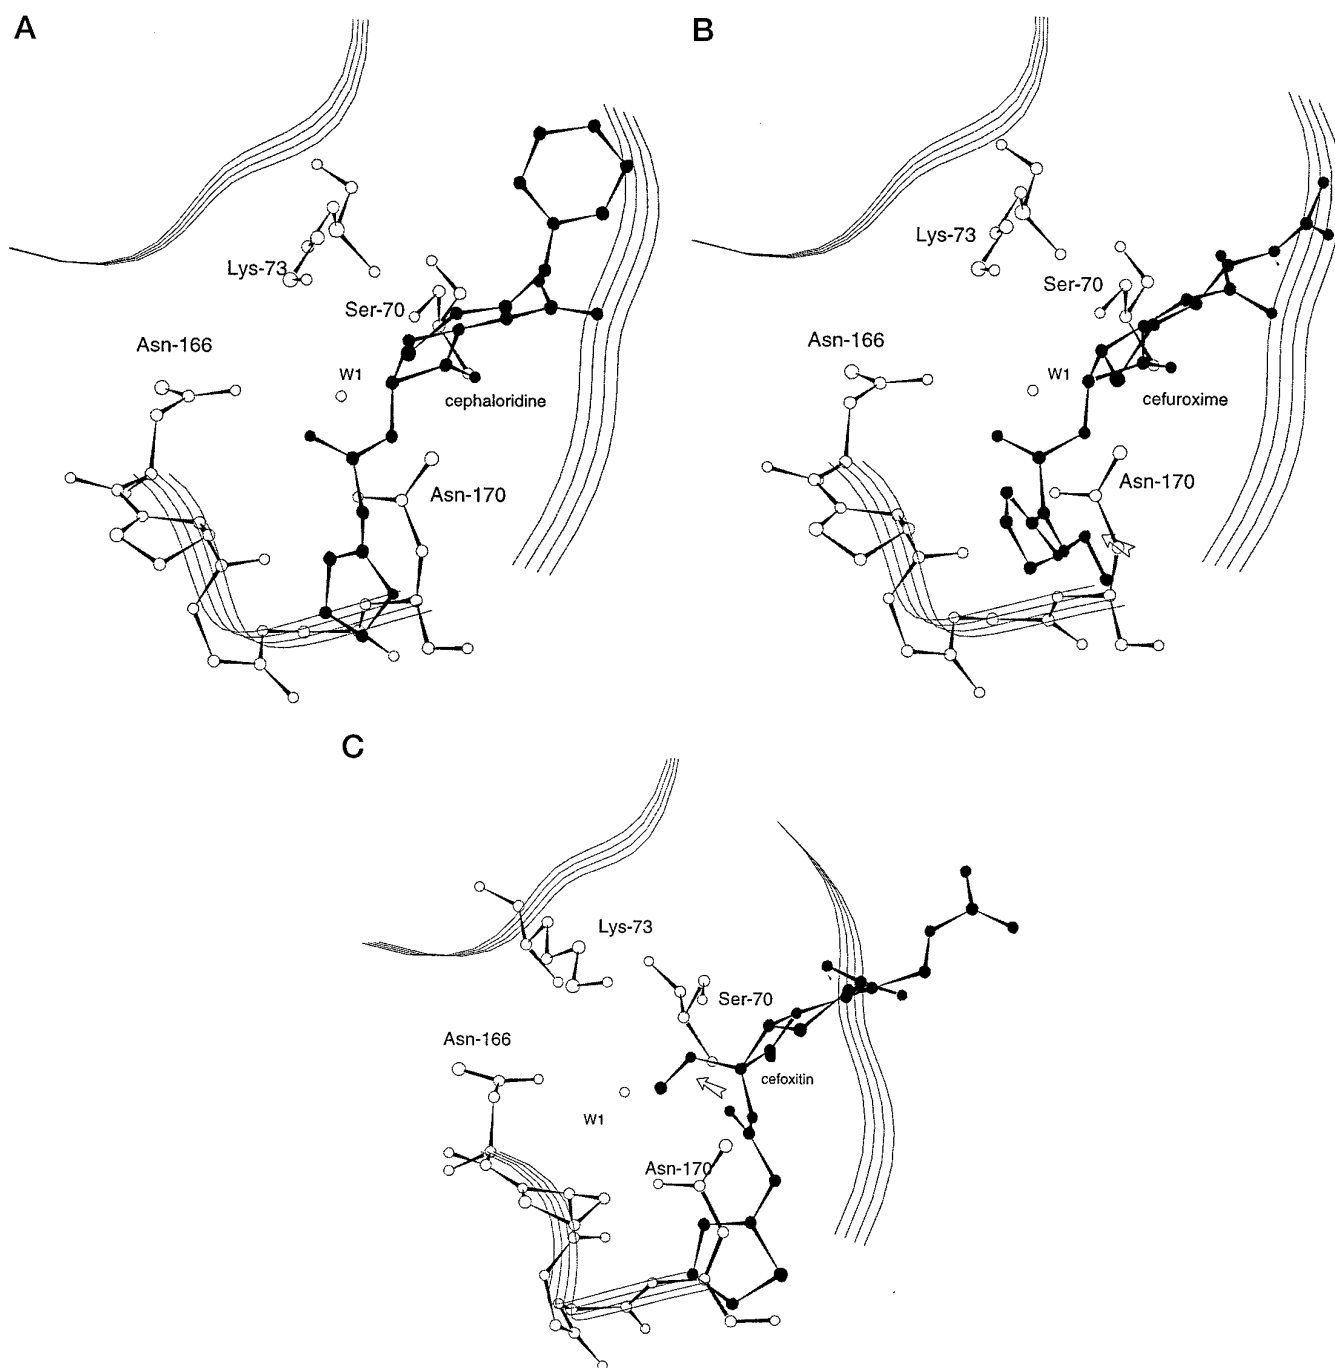 A
Lys-73
Ser-70
Asn-166
W1
cephaloridine
Asn-170
B
Lys-73
Ser-70
Asn-166
W1
cefuroxime
Asn-170
C
Lys-73
Ser-70
Asn-166
cefoxitin
W1
Asn-170